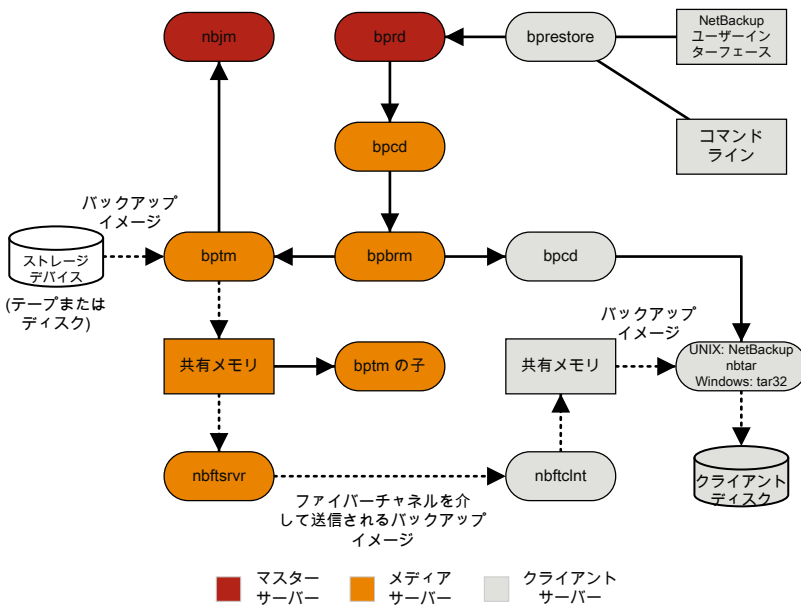 nbjm
bprd
bprestore
NetBackup
ユーザーイン
ターフェース
コマンド
ライン
bpcd
バックアップ
イメージ
ストレージ
デバイス
(テープまたは
ディスク)
bptm
bpbrm
bpcd
バックアップ
イメージ
共有メモリ
bptm の子
共有メモリ
UNIX: NetBackup
nbtar
Windows: tar32
nbftsrvr
nbftclnt
クライアント
ディスク
ファイバーチャネルを介
して送信されるバックアップ
イメージ
マスター
サーバー
メディア
サーバー
クライアント
サーバー